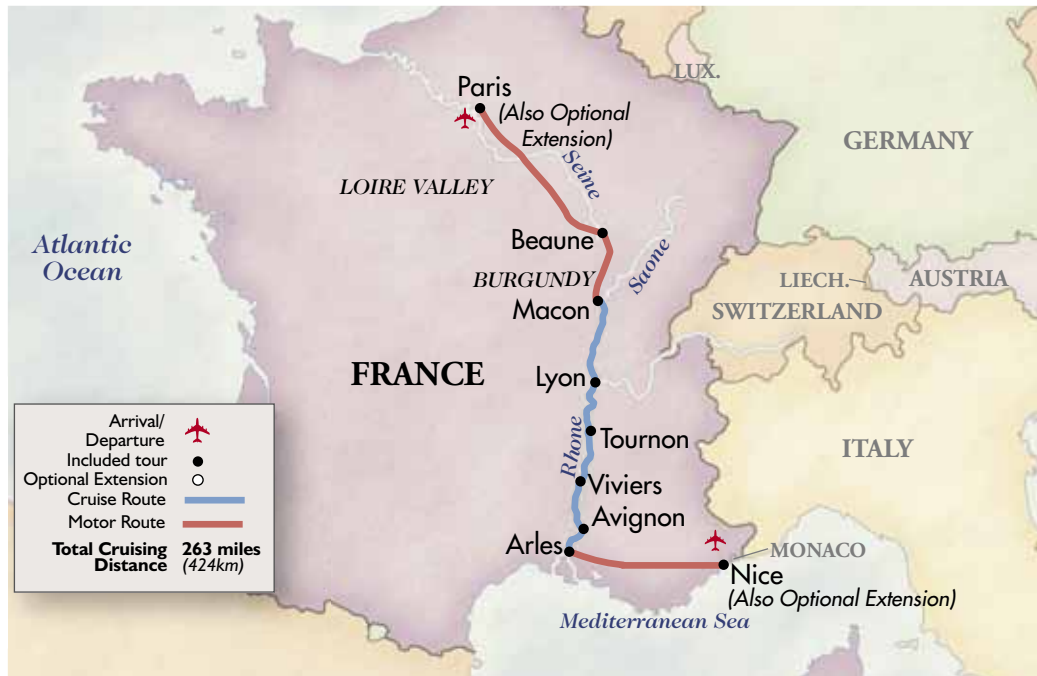 LUX.
Paris
(Also Optional
Extension)
GERMANY
Seine
LOIRE VALLEY
Atlantic
Ocean
Beaune
Saone
BURGUNDY
LIECH.
AUSTRIA
Macon
SWITZERLAND
FRANCE
Lyon
Rhone
Tournon
ITALY
Viviers
Avignon
Arles
MONACO
Nice
(Also Optional Extension)
Mediterranean Sea
Arrival/
Departure
Included tour
Optional Extension
Cruise Route
Motor Route
Total Cruising 263 miles
Distance (424km)